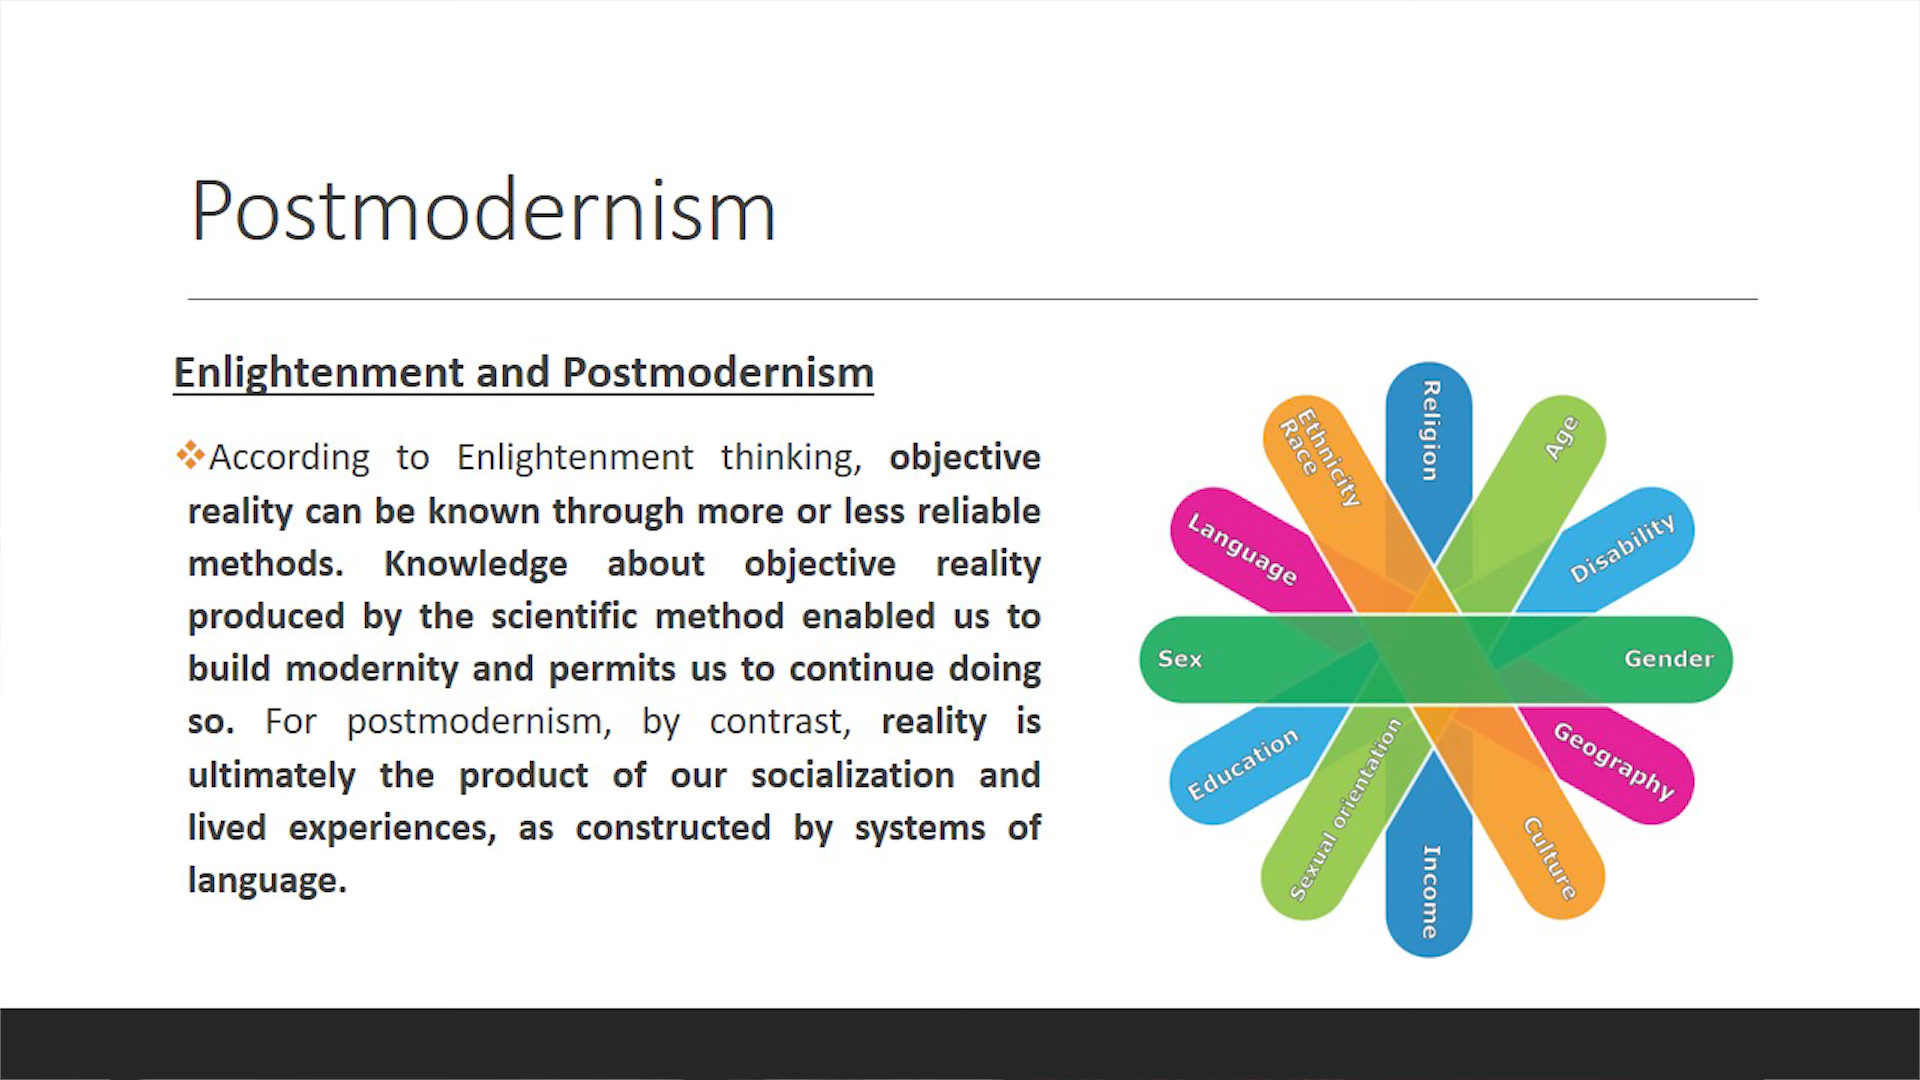 Postmodernism
Enlightenment and Postmodernism
❖According to Enlightenment thinking, objective
reality can be known through more or less reliable
methods. Knowledge about objective reality
produced by the scientific method enabled us to
build modernity and permits us to continue doing
so. For postmodernism, by contrast, reality is
ultimately the product of our socialization and
lived experiences, as constructed by systems of
language.
Religion
Age
Disability
Gender
Geography
Culture
Income
Sexual orientation
Education
Sex
Language
Ethnicity
Race